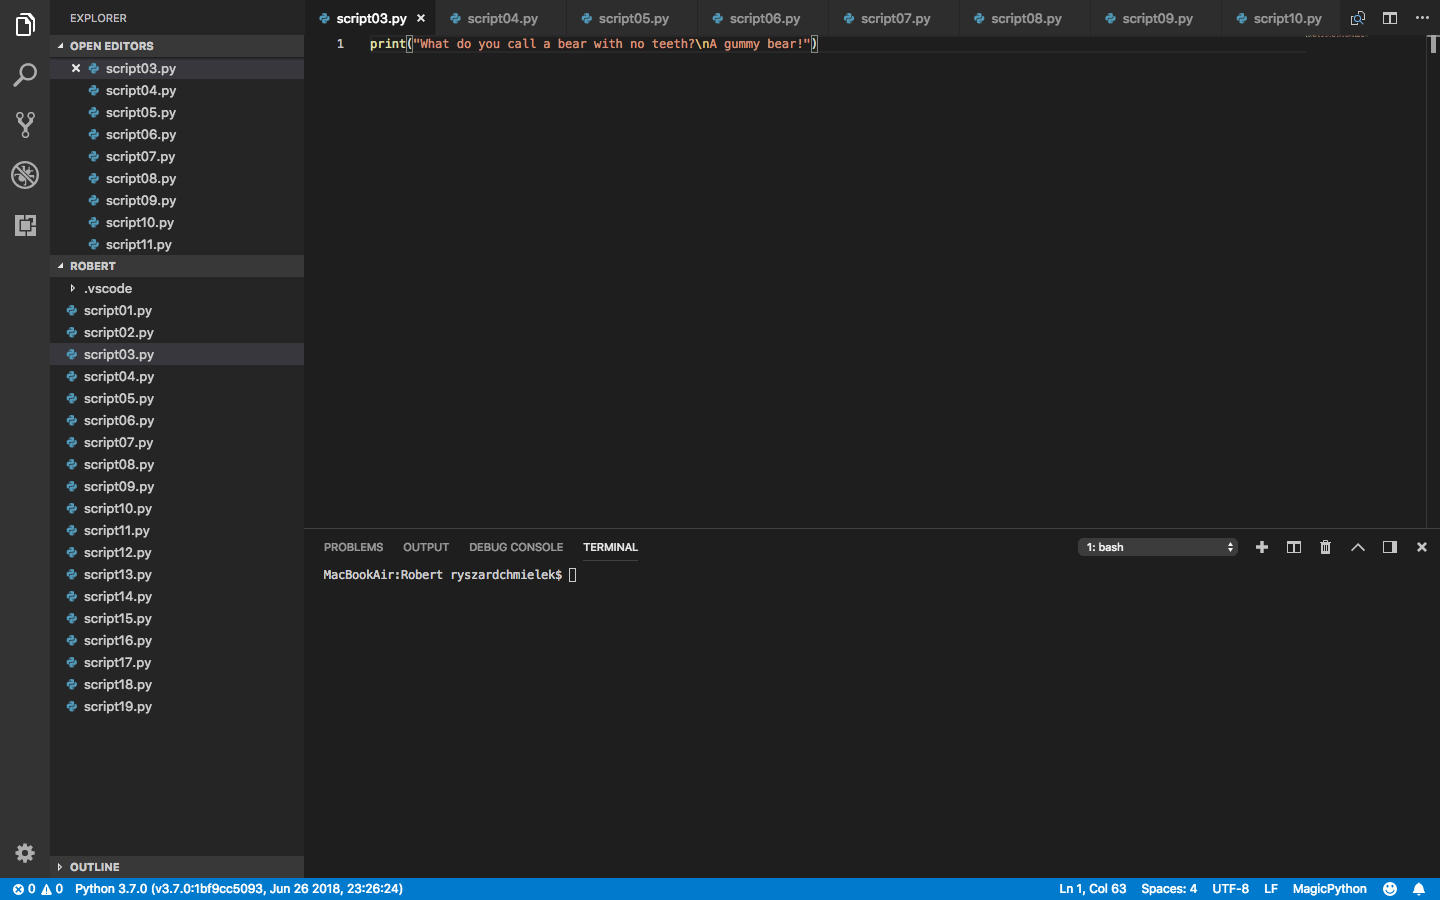 EXPLORER
OPEN EDITORS
script03.py
script04.py
script05.py
script06.py
script07.py
script08.py
script09.py
script10.py
script11.py
ROBERT
.vscode
script01.py
script02.py
script03.py
script04.py
script05.py
script06.py
script07.py
script08.py
script09.py
script10.py
script11.py
script12.py
script13.py
script14.py
script15.py
script16.py
script17.py
script18.py
script19.py
OUTLINE
script03.py script04.py script05.py script06.py script07.py script08.py script09.py script10.py
1 print("What do you call a bear with no teeth?\nA gummy bear!")
PROBLEMS OUTPUT DEBUG CONSOLE TERMINAL 1: bash
MacBookAir:Robert ryszardchmielek$
0 0 Python 3.7.0 (v3.7.0:1bf9cc5093, Jun 26 2018, 23:26:24) Ln 1, Col 63 Spaces: 4 UTF-8 LF MagicPython